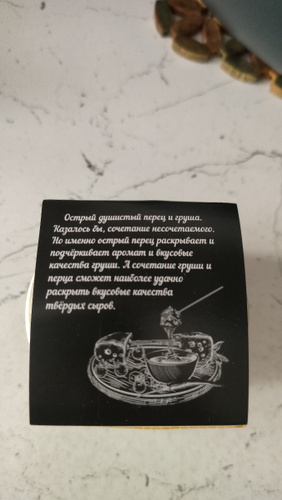 Острый душистый перец и груша.
Казалось бы, сочетание несочетаемого.
Но именно острый перец раскрывает и
подчёркивает аромат и вкусовые
качества груши. А сочетание груши и
перца сможет наиболее удачно
раскрыть вкусовые качества
твёрдых сыров.